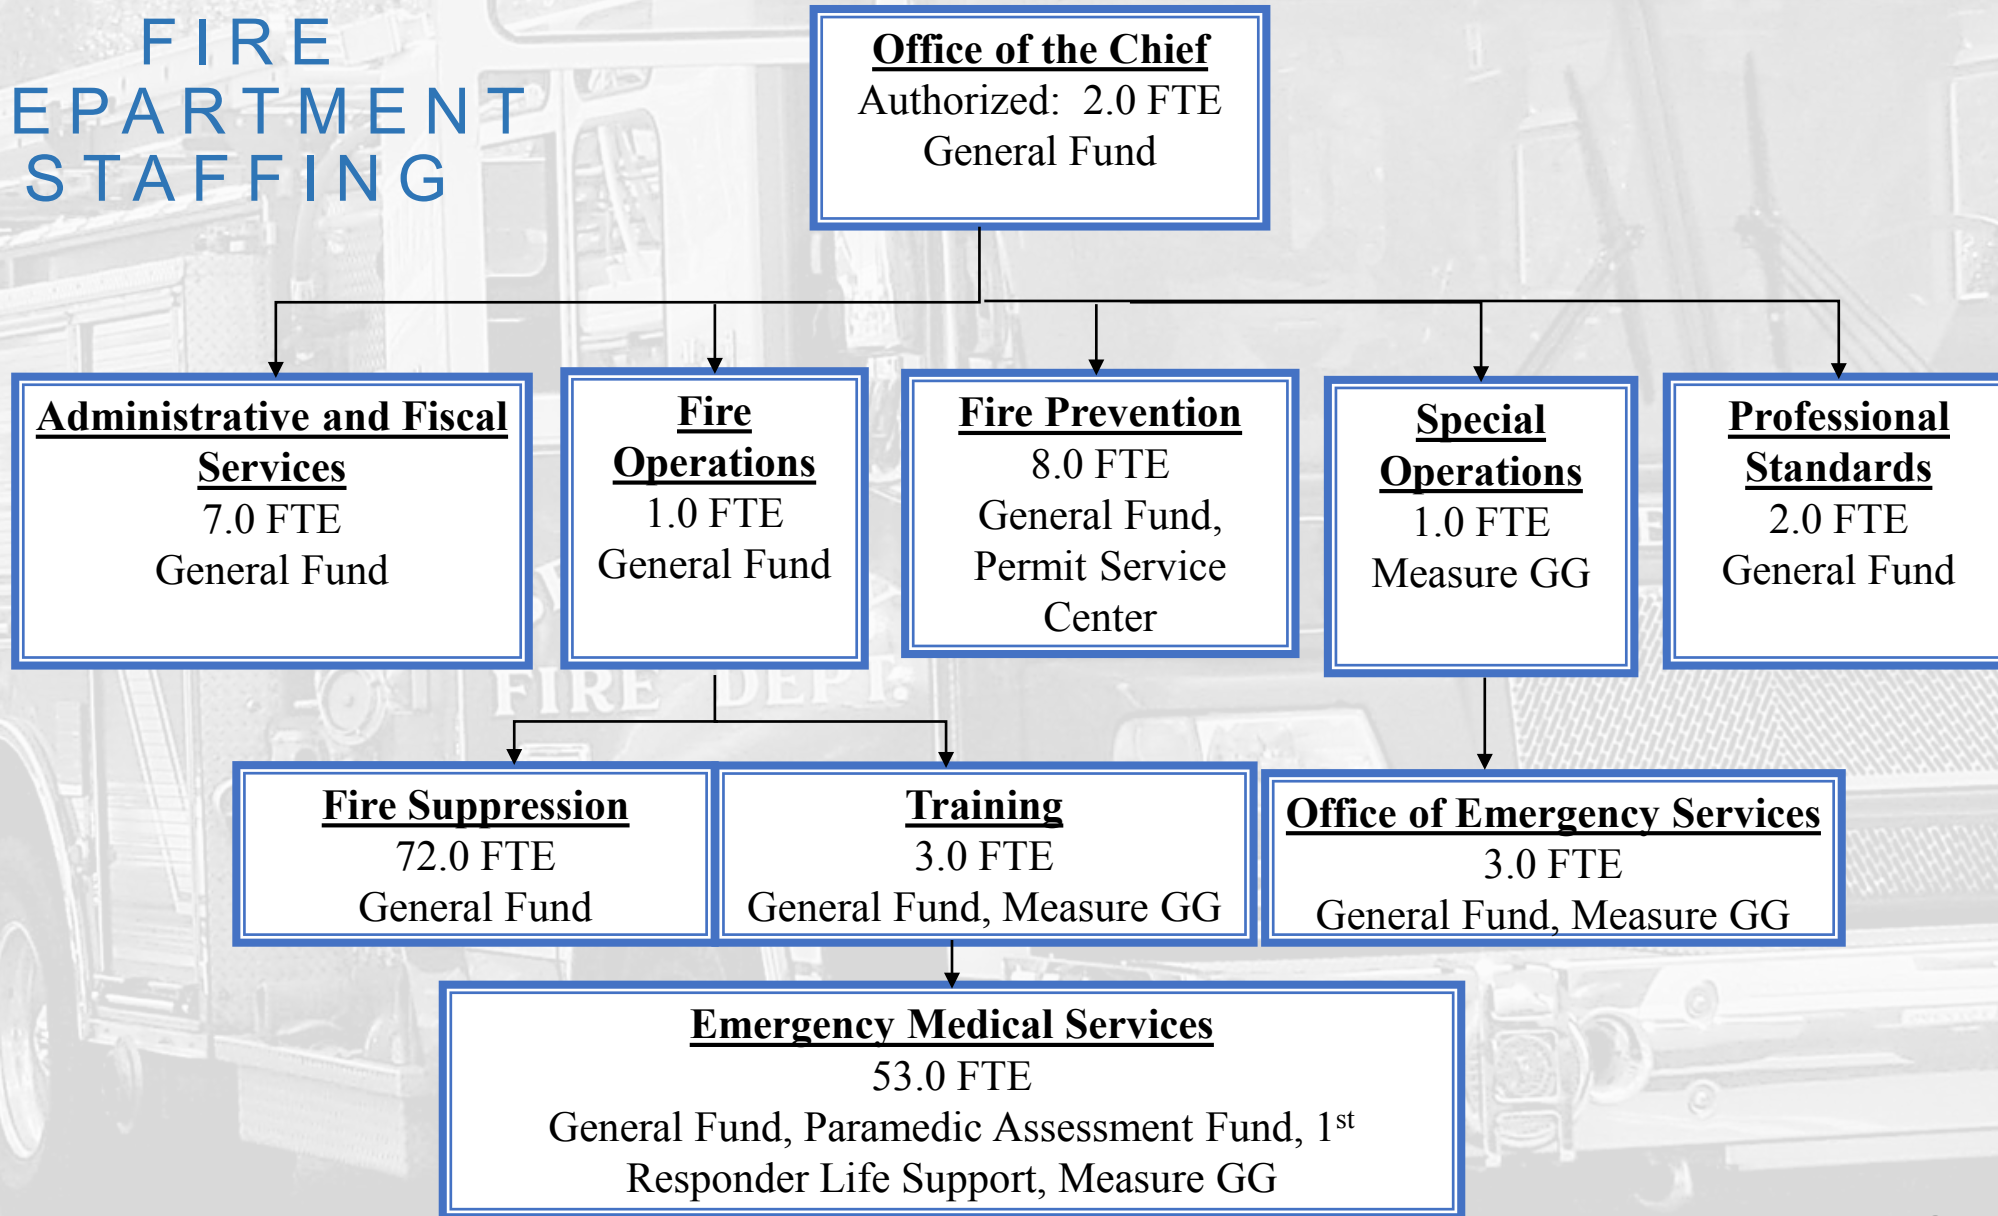 FIRE
EPARTMENT
STAFFING
Office of the Chief
Authorized: 2.0 FTE
General Fund
Administrative and Fiscal
Services
7.0 FTE
General Fund
Fire
Operations
1.0 FTE
General Fund
Fire Prevention
8.0 FTE
General Fund,
Permit Service
Center
Special
Operations
1.0 FTE
Measure GG
Professional
Standards
2.0 FTE
General Fund
FIRE DEPT.
Fire Suppression
72.0 FTE
General Fund
Training
3.0 FTE
General Fund, Measure GG
Office of Emergency Services
3.0 FTE
General Fund, Measure GG
Emergency Medical Services
53.0 FTE
General Fund, Paramedic Assessment Fund, 1st
Responder Life Support, Measure GG